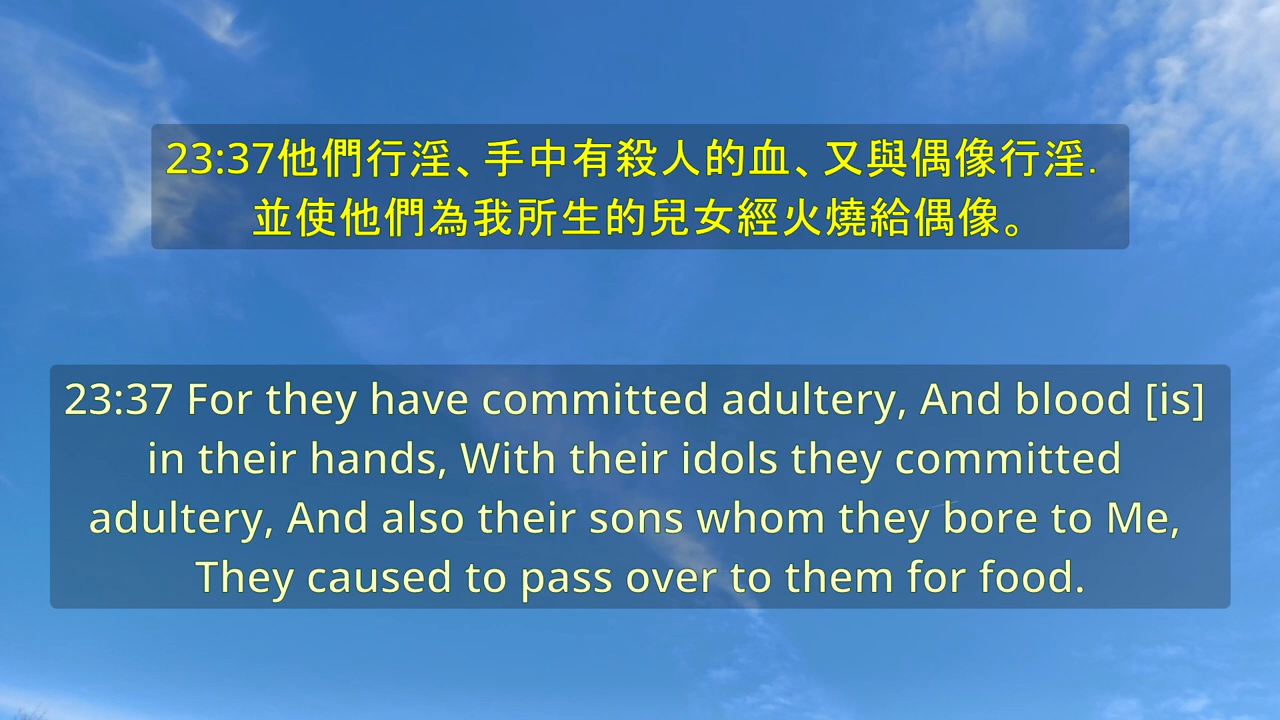 23:37他們行淫、手中有殺人的血、又與偶像行淫.
並使他們為我所生的兒女經火燒給偶像。
23:37 For they have committed adultery, And blood [is]
in their hands, With their idols they committed
adultery, And also their sons whom they bore to Me,
They caused to pass over to them for food.